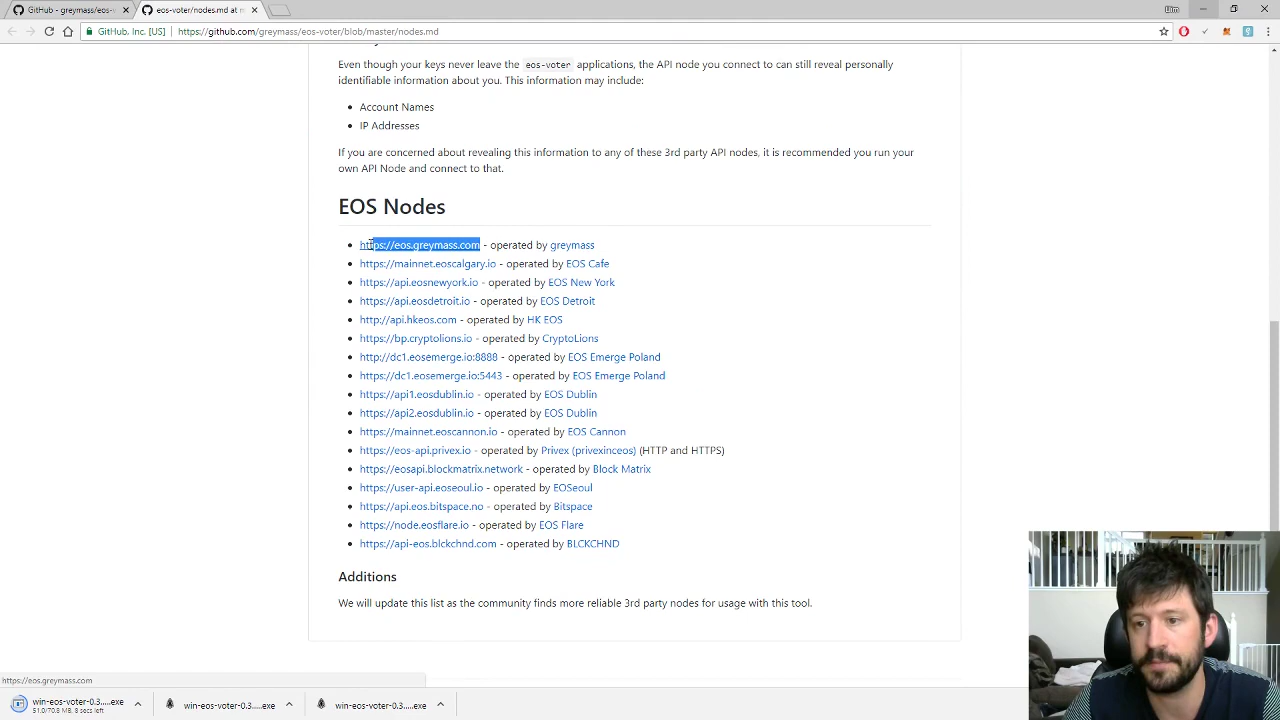 GitHub - greymass/eos-v
eos-voter/nodes.md at m
GitHub, Inc. [US]
https://github.com/greymass/eos-voter/blob/master/nodes.md
Even though your keys never leave the eos-voter applications, the API node you connect to can still reveal personally
identifiable information about you. This information may include:
• Account Names
• IP Addresses
If you are concerned about revealing this information to any of these 3rd party API nodes, it is recommended you run your
own API Node and connect to that.
EOS Nodes
• https://eos.greymass.com - operated by greymass
• https://mainnet.eoscalgary.io - operated by EOS Cafe
• https://api.eosnewyork.io - operated by EOS New York
• https://api.eosdetroit.io - operated by EOS Detroit
• http://api.hkeos.com - operated by HK EOS
• https://bp.cryptolions.io - operated by CryptoLions
• http://dc1.eosemerge.io:8888 - operated by EOS Emerge Poland
• https://dc1.eosemerge.io:5443 - operated by EOS Emerge Poland
• https://api1.eosdublin.io - operated by EOS Dublin
• https://api2.eosdublin.io - operated by EOS Dublin
• https://mainnet.eoscannon.io - operated by EOS Cannon
• https://eos-api.privex.io - operated by Privex (privexinceos) (HTTP and HTTPS)
• https://eosapi.blockmatrix.network - operated by Block Matrix
• https://user-api.eoseoul.io - operated by EOSeoul
• https://api.eos.bitspace.no - operated by Bitspace
• https://node.eosflare.io - operated by EOS Flare
• https://api-eos.blckchnd.com - operated by BLCKCHND
Additions
We will update this list as the community finds more reliable 3rd party nodes for usage with this tool.
https://eos.greymass.com
win-eos-voter-0.3....exe
51.0/70.8 MB, 8 secs left
win-eos-voter-0.3....exe
win-eos-voter-0.3....exe